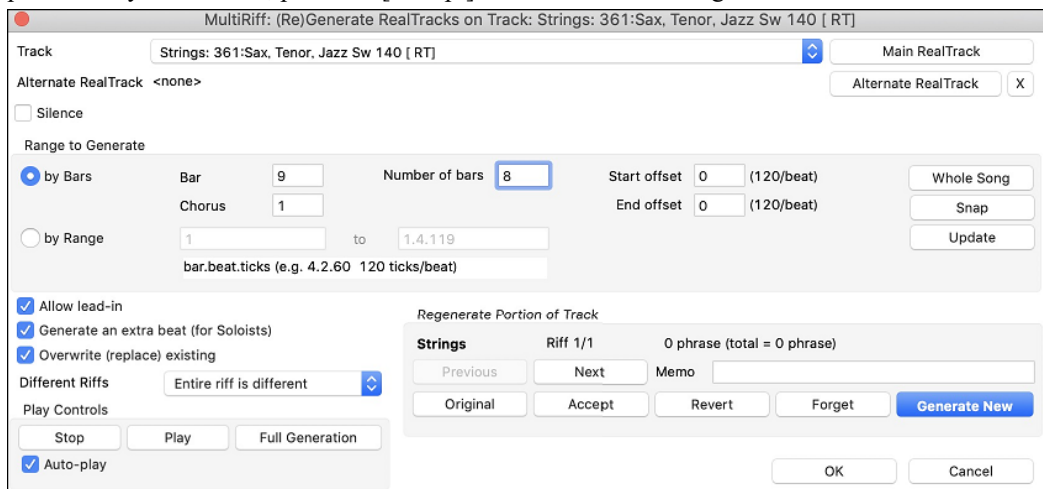 MultiRiff: (Re)Generate RealTracks on Track: Strings: 361:Sax, Tenor, Jazz Sw 140 [ RT]
Track Strings: 361:Sax, Tenor, Jazz Sw 140 [ RT] Main RealTrack
Alternate RealTrack <none> Alternate RealTrack X
Silence
Range to Generate
by Bars Bar 9 Number of bars 8 Start offset 0 (120/beat) Whole Song
Chorus 1 End offset 0 (120/beat) Snap
by Range 1 to 1.4.119 Update
bar.beat.ticks (e.g. 4.2.60 120 ticks/beat)
Allow lead-in
Regenerate Portion of Track
Generate an extra beat (for Soloists)
Strings Riff 1/1 0 phrase (total = 0 phrase)
Overwrite (replace) existing
Previous Next Memo
Different Riffs Entire riff is different
Original Accept Revert Forget Generate New
Play Controls
Stop Play Full Generation
Auto-play
OK Cancel